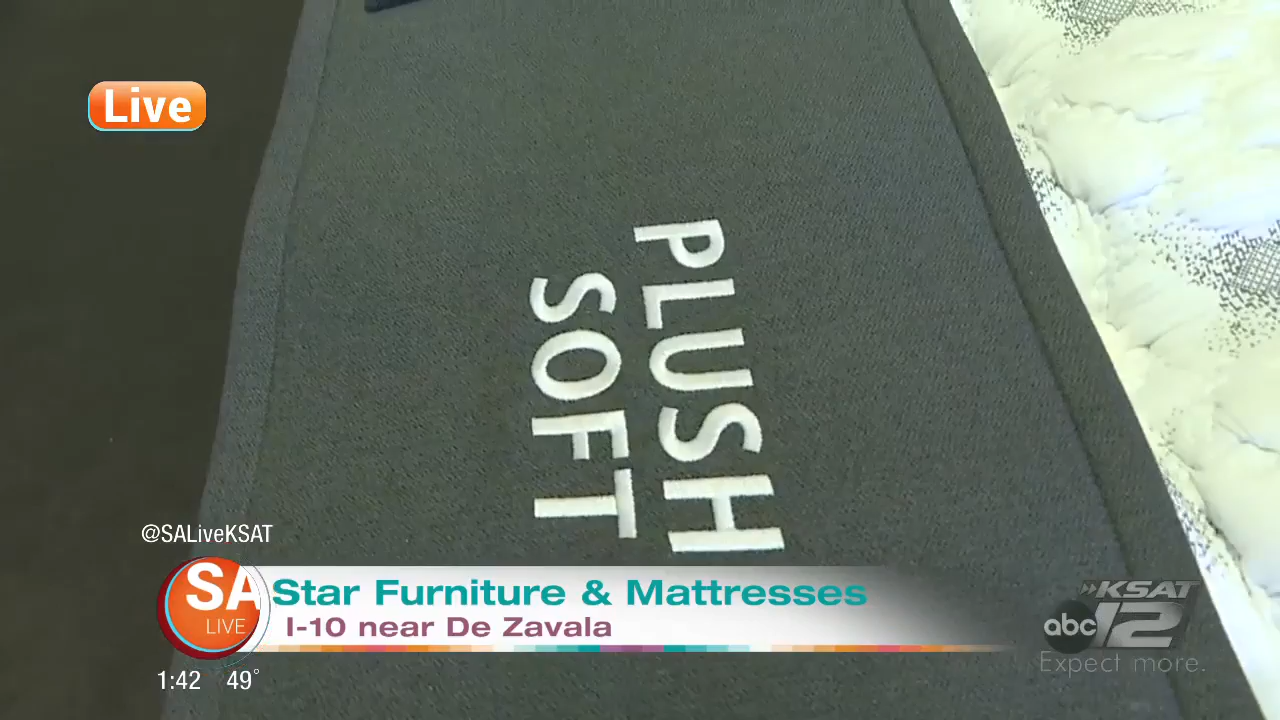 Live
PLUSH
SOFT
@SALiveKSAT
SA
LIVE
Star Furniture & Mattresses
I-10 near De Zavala
1:42 49°
KSAT
abc 12
Expect more.